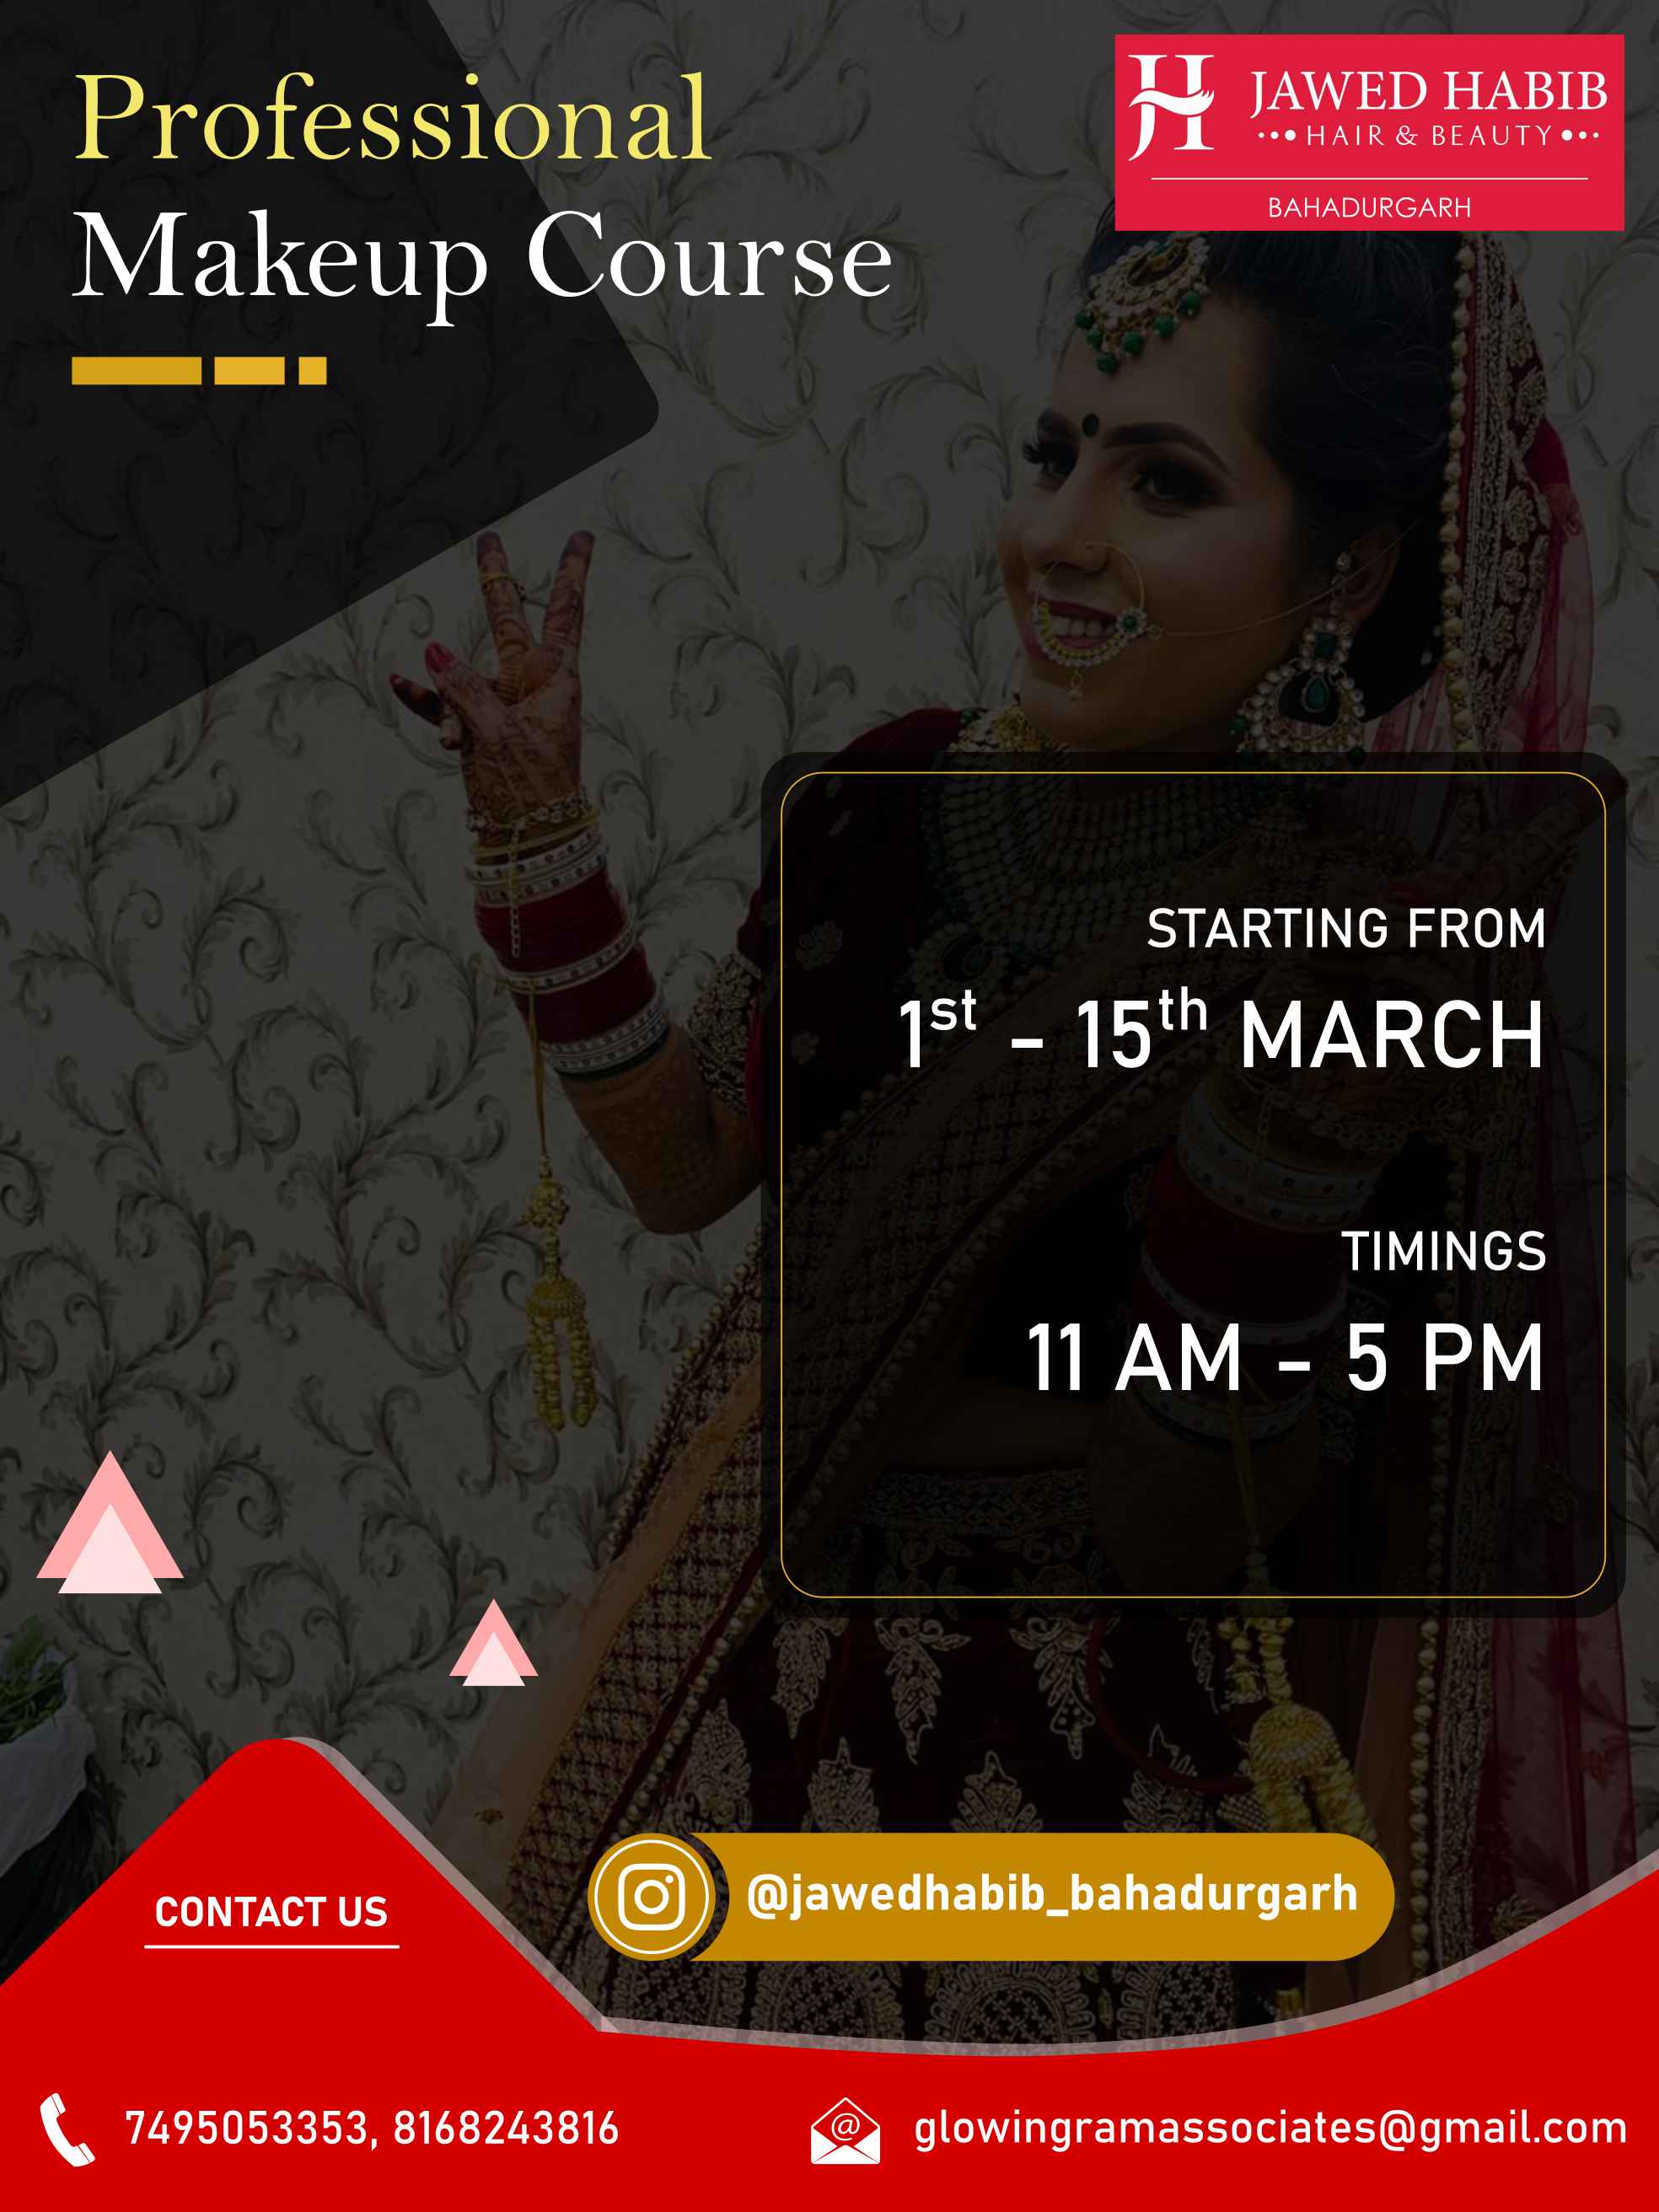 Professional
Makeup Course
JAWED HABIB
HAIR & BEAUTY
BAHADURGARH
STARTING FROM
1st - 15th MARCH
TIMINGS
11 AM - 5 PM
@jawedhabib_bahadurgarh
CONTACT US
7495053353, 8168243816
glowingramassociates@gmail.com